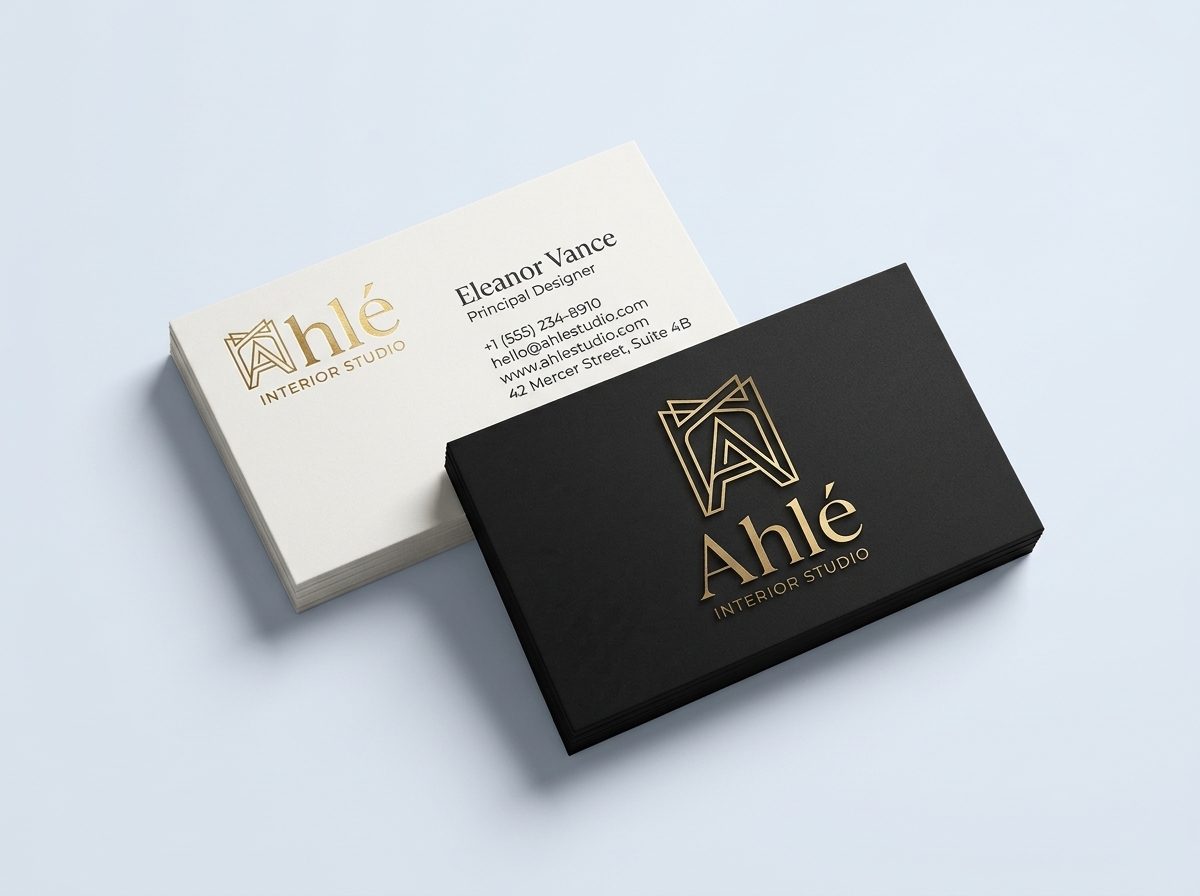 Ahlé
INTERIOR STUDIO
Eleanor Vance
Principal Designer
+1 (555) 234-8910
hello@ahlestudio.com
www.ahlestudio.com
42 Mercer Street, Suite 4B
A
Ahlé
INTERIOR STUDIO